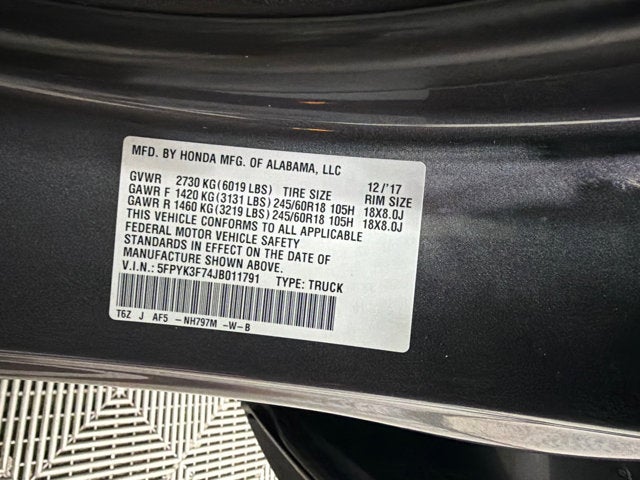 MFD. BY HONDA MFG. OF ALABAMA, LLC
GVWR 2730 KG(6019 LBS) TIRE SIZE 12/'17 RIM SIZE
GAWR F 1420 KG(3131 LBS) 245/60R18 105H 18X8.0J
GAWR R 1460 KG(3219 LBS) 245/60R18 105H 18X8.0J
THIS VEHICLE CONFORMS TO ALL APPLICABLE
FEDERAL MOTOR VEHICLE SAFETY
STANDARDS IN EFFECT ON THE DATE OF
MANUFACTURE SHOWN ABOVE.
V.I.N.: 5FPYK3F74JB011791 TYPE: TRUCK
T6Z J AF5 -NH797M -W-B